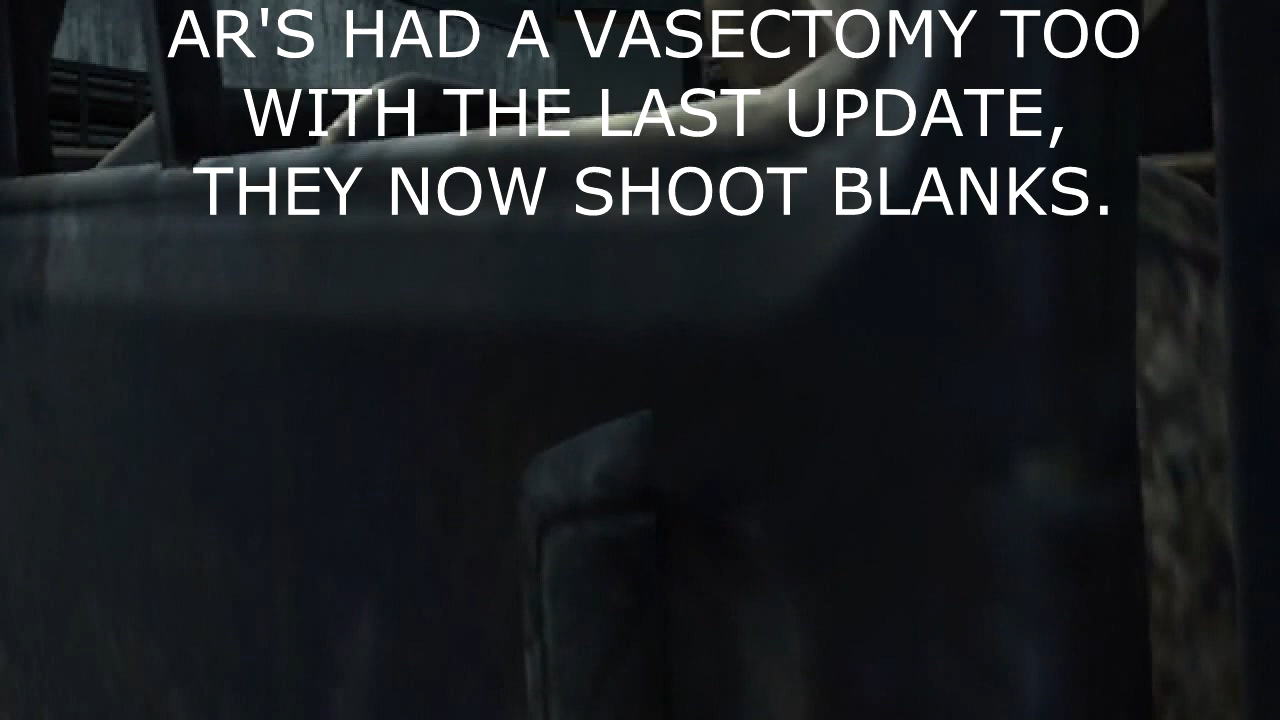 AR'S HAD A VASECTOMY TOO
WITH THE LAST UPDATE,
THEY NOW SHOOT BLANKS.